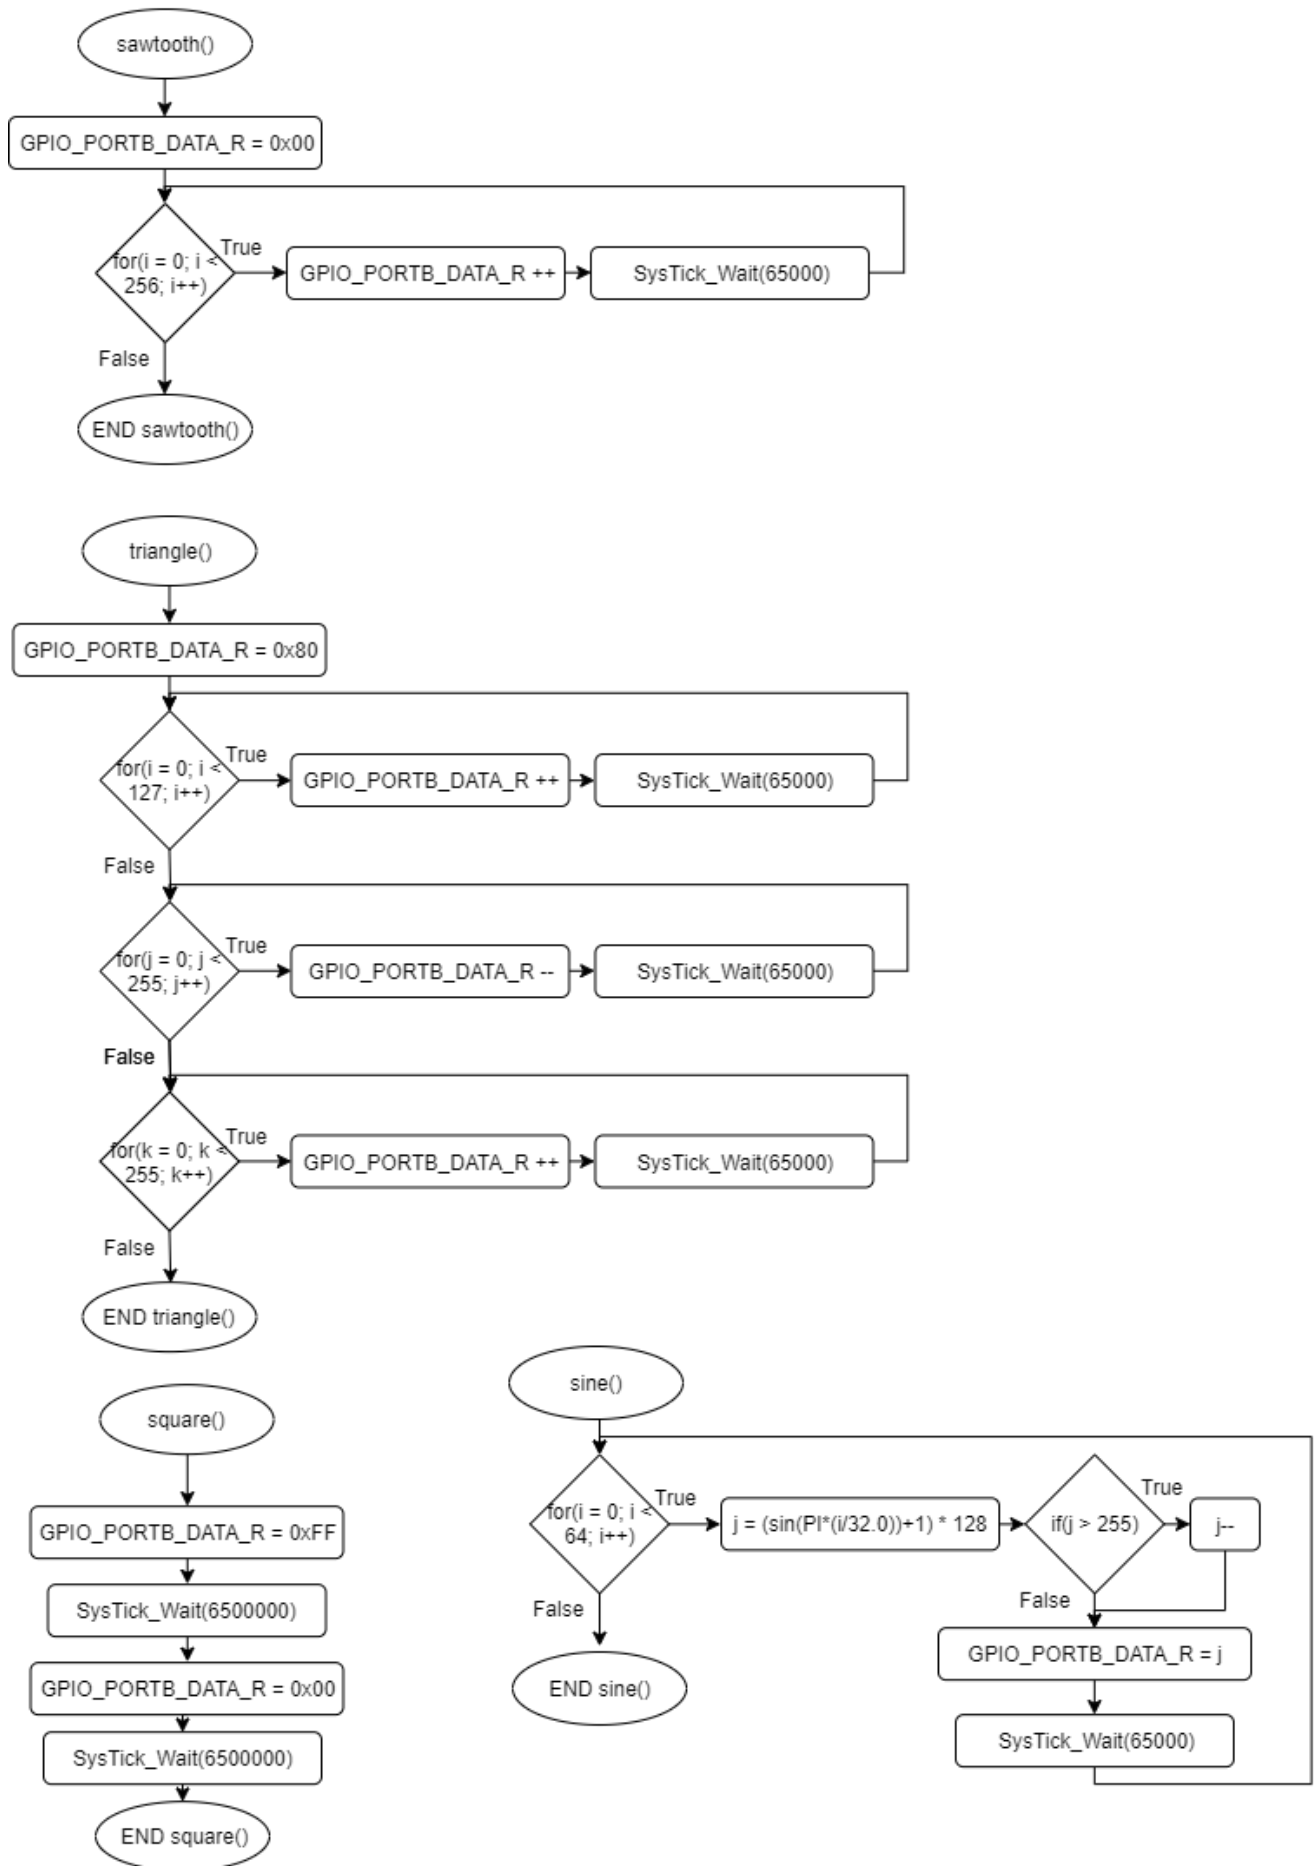 sawtooth()
GPIO_PORTB_DATA_R = 0x00
for(i = 0; i <
256; i++)
True
GPIO_PORTB_DATA_R ++
SysTick_Wait(65000)
False
END sawtooth()
triangle()
GPIO_PORTB_DATA_R = 0x80
for(i = 0; i <
127; i++)
True
GPIO_PORTB_DATA_R ++
SysTick_Wait(65000)
False
for(j = 0; j <
255; j++)
True
GPIO_PORTB_DATA_R --
SysTick_Wait(65000)
False
for(k = 0; k <
255; k++)
True
GPIO_PORTB_DATA_R ++
SysTick_Wait(65000)
False
END triangle()
square()
GPIO_PORTB_DATA_R = 0xFF
SysTick_Wait(6500000)
GPIO_PORTB_DATA_R = 0x00
SysTick_Wait(6500000)
END square()
sine()
for(i = 0; i <
64; i++)
True
j = (sin(PI*(i/32.0))+1) * 128
if(j > 255)
True
j--
False
GPIO_PORTB_DATA_R = j
SysTick_Wait(65000)
False
END sine()